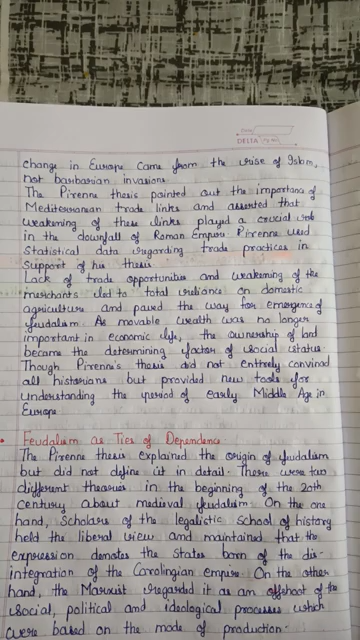 DELTA
change in Europe came from the rise of Islam,
not barbarian invasions.
The Pirenne thesis pointed out the importance of
Mediterranean trade links and asserted that
weakening of these links played a crucial role
in the downfall of Roman Empire. Pirenne used
Statistical data regarding trade practices in
support of his thesis.
Lack of trade opportunities and weakening of the
merchants led to total reliance on domestic
agriculture and paved the way for emergence of
feudalism. As movable wealth was no longer
important in economic life, the ownership of land
became the determining factor of social status.
Though Pirenne's thesis did not entirely convinced
all historians but provided new tools for
understanding the period of early Middle Age in
Europe
• Feudalism as Ties of Dependence:
The Pirenne thesis explained the origin of feudalism
but did not define it in detail. There were two
different theories in the beginning of the 20th
century about medieval feudalism. On the one
hand, Scholars of the legalistic school of history
held the liberal view and maintained that the
expression denotes the States born of the dis-
integration of the Carolingian empire. On the other
hand, the Marxist regarded it as an offshoot of the
social, political and ideological processes which
were based on the mode of production.